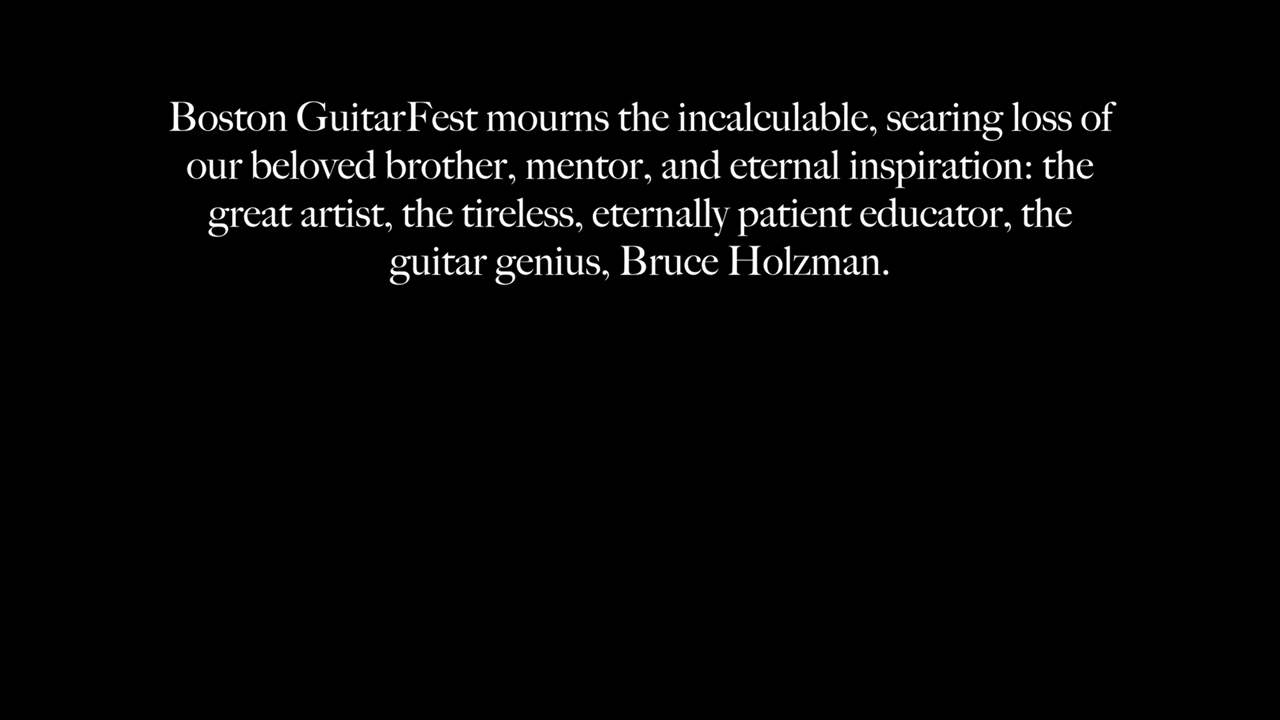 Boston GuitarFest mourns the incalculable, searing loss of
our beloved brother, mentor, and eternal inspiration: the
great artist, the tireless, eternally patient educator, the
guitar genius, Bruce Holzman.